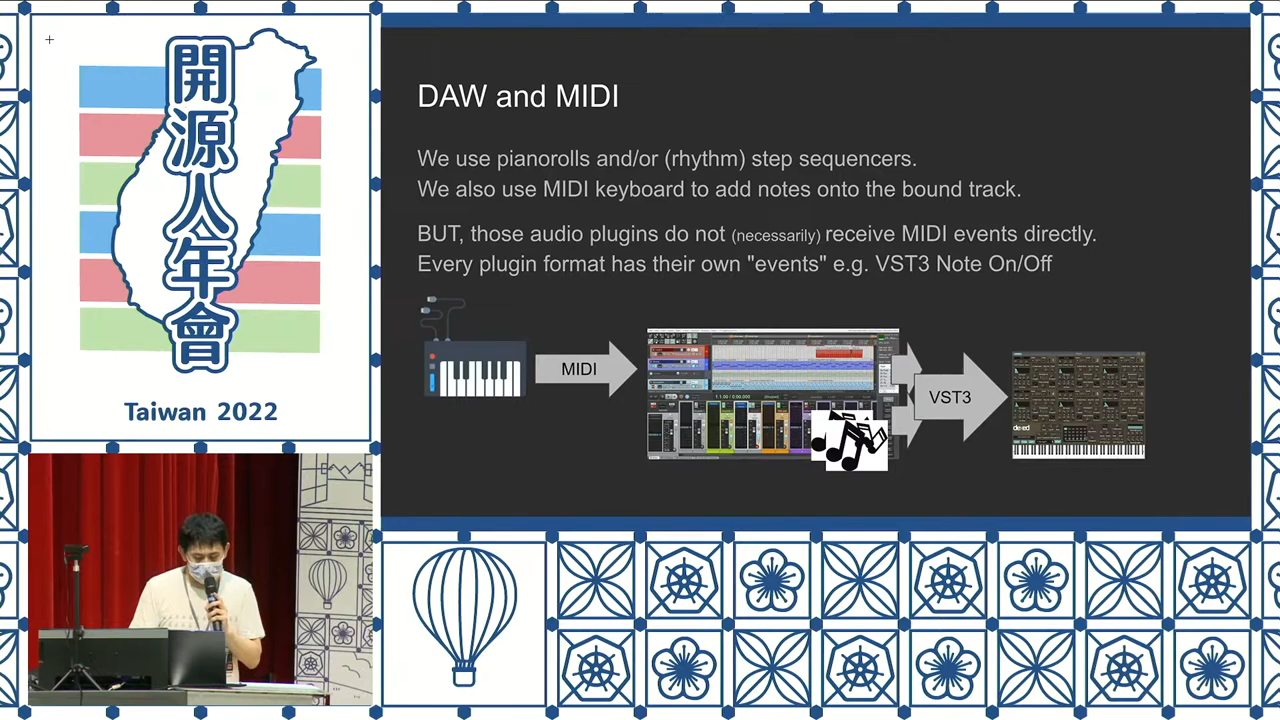 開源人年會
Taiwan 2022
DAW and MIDI
We use pianorolls and/or (rhythm) step sequencers.
We also use MIDI keyboard to add notes onto the bound track.
BUT, those audio plugins do not (necessarily) receive MIDI events directly.
Every plugin format has their own "events" e.g. VST3 Note On/Off
MIDI
VST3
dexed